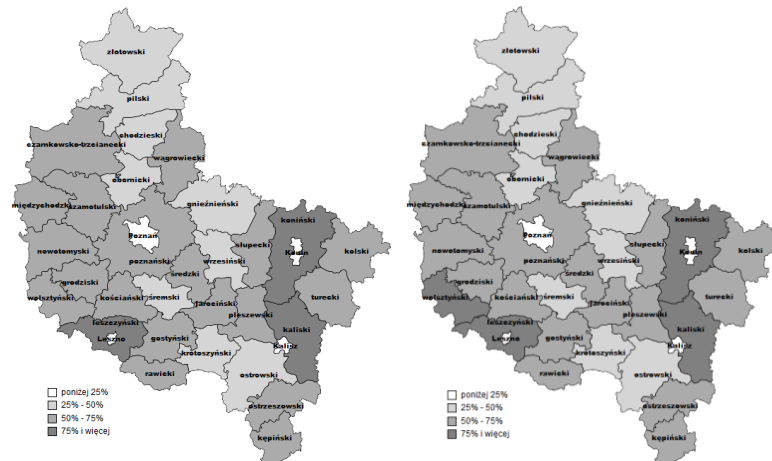 złotowski
pilski
chodzieski
czamkowsko-trzcianecki
wągrowiecki
obornicki
gnieźnieński
międzychodzki
szamotulski
koniński
Poznań
słupecki
Konin
kolski
nowotomyski
poznański
wrzesiński
średzki
grodziski
wolsztyński
kościański
śremski
jarociński
turecki
pleszewski
leszczyński
kaliski
Leszno
gostyński
Kalisz
krotoszyński
rawicki
ostrowski
ostrzeszowski
kępiński
poniżej 25%
25% - 50%
50% - 75%
75% i więcej
złotowski
pilski
chodzieski
czamkowsko-trzcianecki
wągrowiecki
obornicki
gnieźnieński
międzychodzki
szamotulski
koniński
Poznań
słupecki
Konin
kolski
nowotomyski
poznański
wrzesiński
średzki
grodziski
wolsztyński
kościański
śremski
jarociński
turecki
pleszewski
leszczyński
kaliski
Leszno
gostyński
Kalisz
krotoszyński
rawicki
ostrowski
ostrzeszowski
kępiński
poniżej 25%
25% - 50%
50% - 75%
75% i więcej